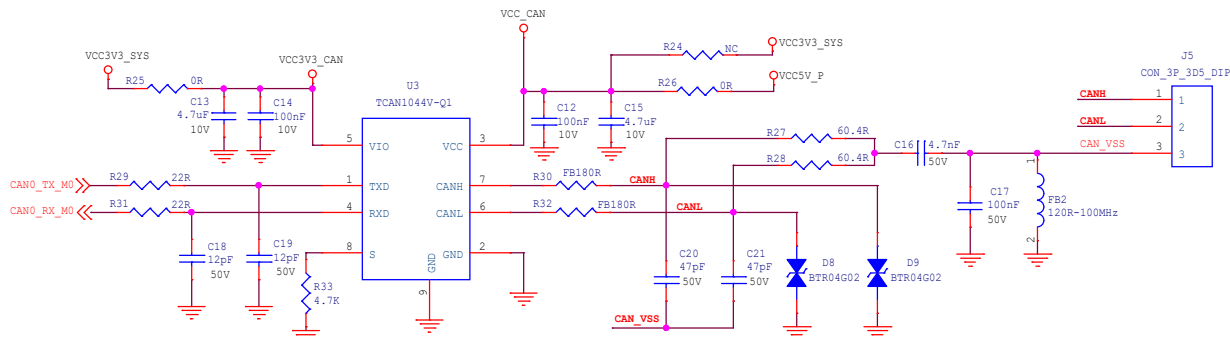 VCC_CAN
VCC3V3_SYS
R25
0R
VCC3V3_CAN
C13
4.7uF
10V
C14
100nF
10V
U3
TCAN1044V-Q1
R24
NC
VCC3V3_SYS
R26
0R
VCC5V_P
C12
100nF
10V
C15
4.7uF
10V
J5
CON_3P_3D5_DIP
CANH
1
1
CANL
2
2
CAN_VSS
3
3
5
VIO
VCC
3
R27
60.4R
R28
60.4R
C16
4.7nF
50V
CAN0_TX_M0
R29
22R
1
TXD
CANH
7
R30
FB180R
CANH
CAN0_RX_M0
R31
22R
4
RXD
CANL
6
R32
FB180R
CANL
C17
100nF
50V
1
FB2
120R-100MHz
2
C18
12pF
50V
C19
12pF
50V
8
S
GND
2
GND
9
R33
4.7K
C20
47pF
50V
C21
47pF
50V
D8
BTR04G02
D9
BTR04G02
CAN_VSS